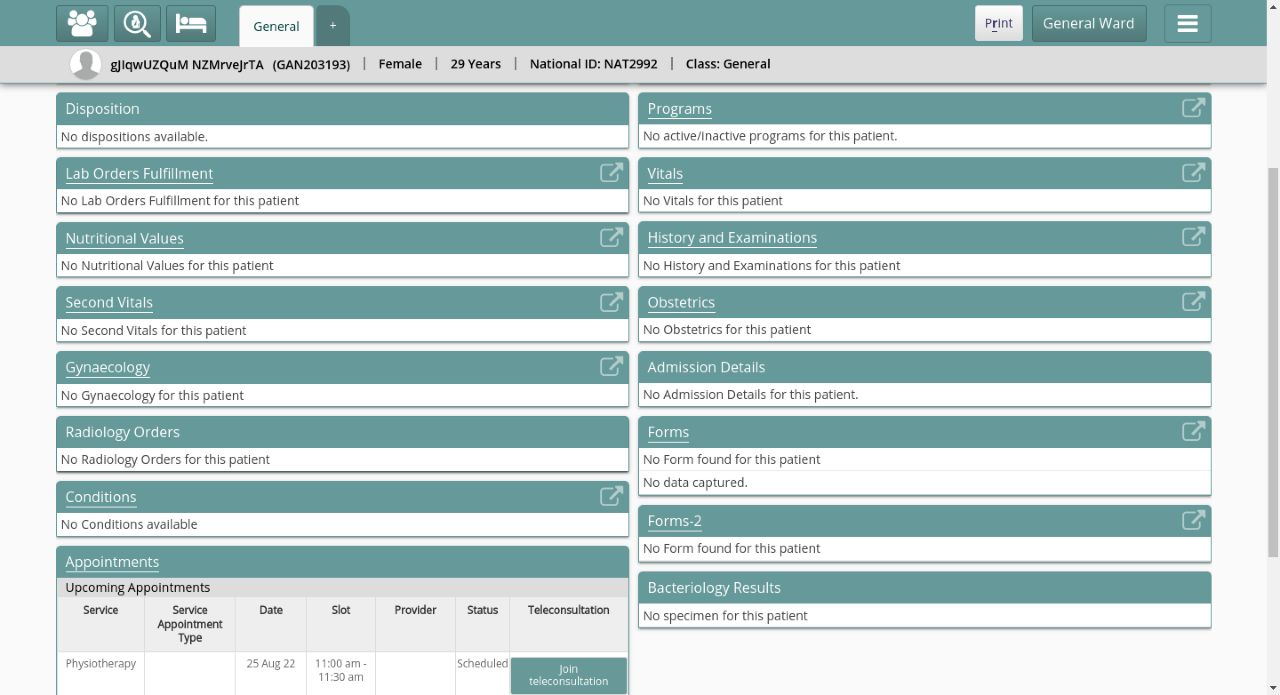 General
+
Print
General Ward
gJIqwUZQuM NZMrveJrTA (GAN203193) | Female | 29 Years | National ID: NAT2992 | Class: General
Disposition
No dispositions available.
Lab Orders Fulfillment
No Lab Orders Fulfillment for this patient
Nutritional Values
No Nutritional Values for this patient
Second Vitals
No Second Vitals for this patient
Gynaecology
No Gynaecology for this patient
Radiology Orders
No Radiology Orders for this patient
Conditions
No Conditions available
Appointments
Upcoming Appointments
Service
Service Appointment Type
Date
Slot
Provider
Status
Teleconsultation
Physiotherapy
25 Aug 22
11:00 am - 11:30 am
Scheduled
Join teleconsultation
Programs
No active/inactive programs for this patient.
Vitals
No Vitals for this patient
History and Examinations
No History and Examinations for this patient
Obstetrics
No Obstetrics for this patient
Admission Details
No Admission Details for this patient.
Forms
No Form found for this patient
No data captured.
Forms-2
No Form found for this patient
Bacteriology Results
No specimen for this patient